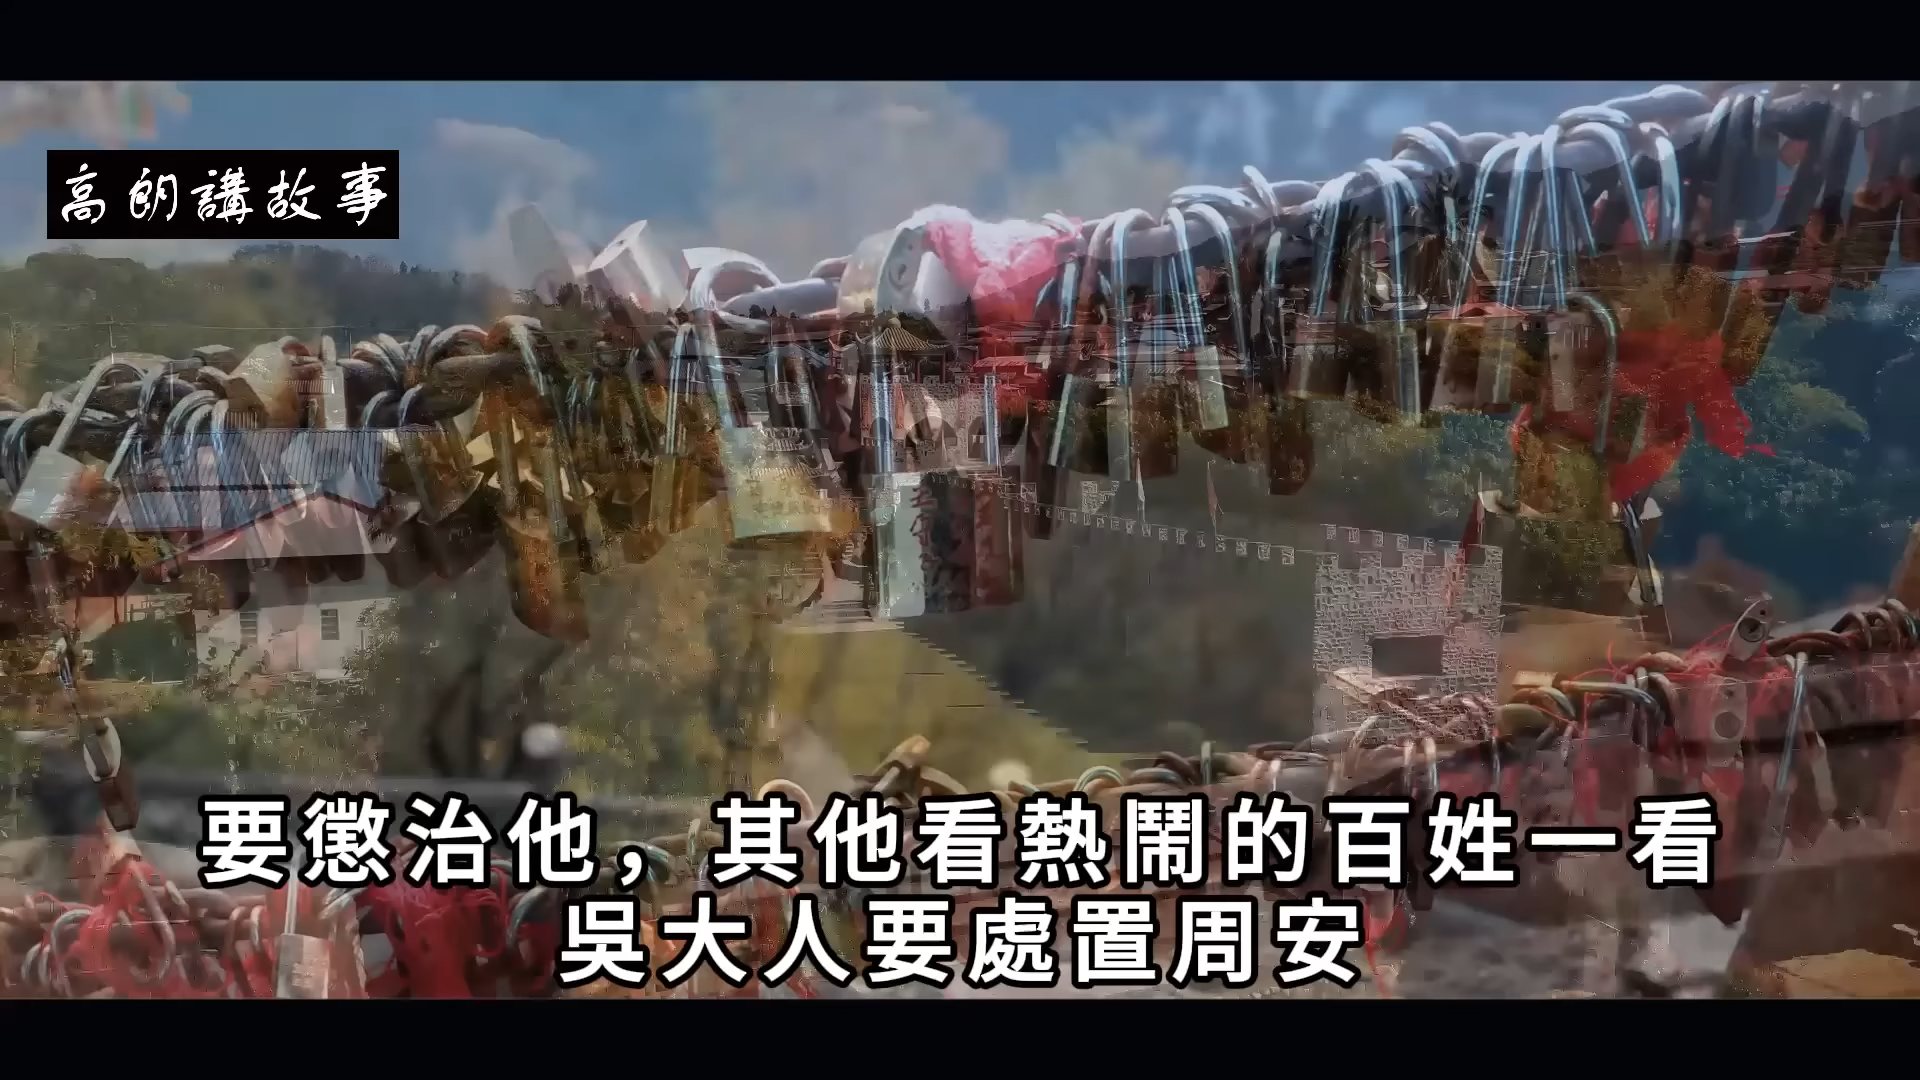 高朗講故事
要懲治他，其他看熱鬧的百姓一看
吳大人要處置周安